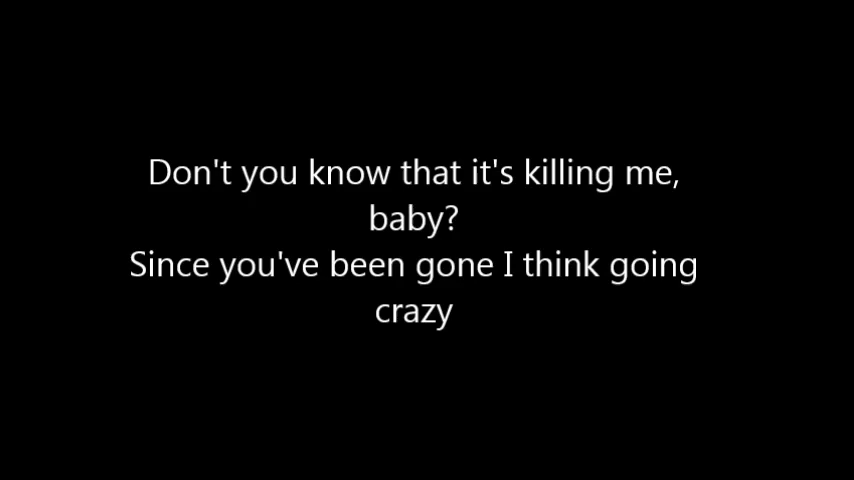 Don't you know that it's killing me,
baby?
Since you've been gone I think going
crazy